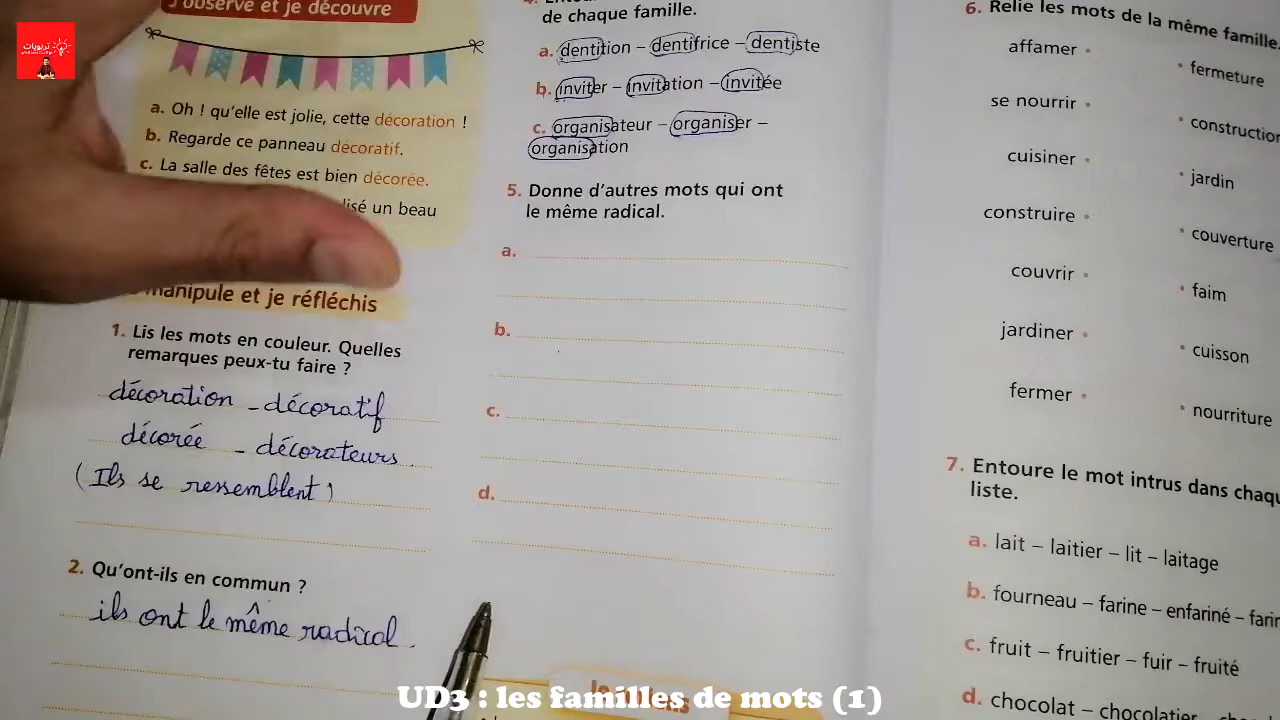 تربويات
J'observe et je découvre
a. Oh ! qu'elle est jolie, cette décoration !
b. Regarde ce panneau décoratif.
c. La salle des fêtes est bien décorée.
lisé un beau
manipule et je réfléchis
1. Lis les mots en couleur. Quelles
remarques peux-tu faire ?
décoration - décoratif
décorée - décorateurs.
(Ils se ressemblent)
2. Qu'ont-ils en commun ?
ils ont le même radical.
de chaque famille.
a. dentition – dentifrice – dentiste
b. inviter – invitation – invitée
c. organisateur – organiser –
organisation
5. Donne d'autres mots qui ont
le même radical.
a.
b.
c.
d.
6. Relie les mots de la même famille.
affamer • • fermeture
se nourrir • • construction
cuisiner • • jardin
construire • • couverture
couvrir • • faim
jardiner • • cuisson
fermer • • nourriture
7. Entoure le mot intrus dans chaqu
liste.
a. lait – laitier – lit – laitage
b. fourneau – farine – enfariné – farin
c. fruit – fruitier – fuir – fruité
d. chocolat – chocolatier –
UD3 : les familles de mots (1)